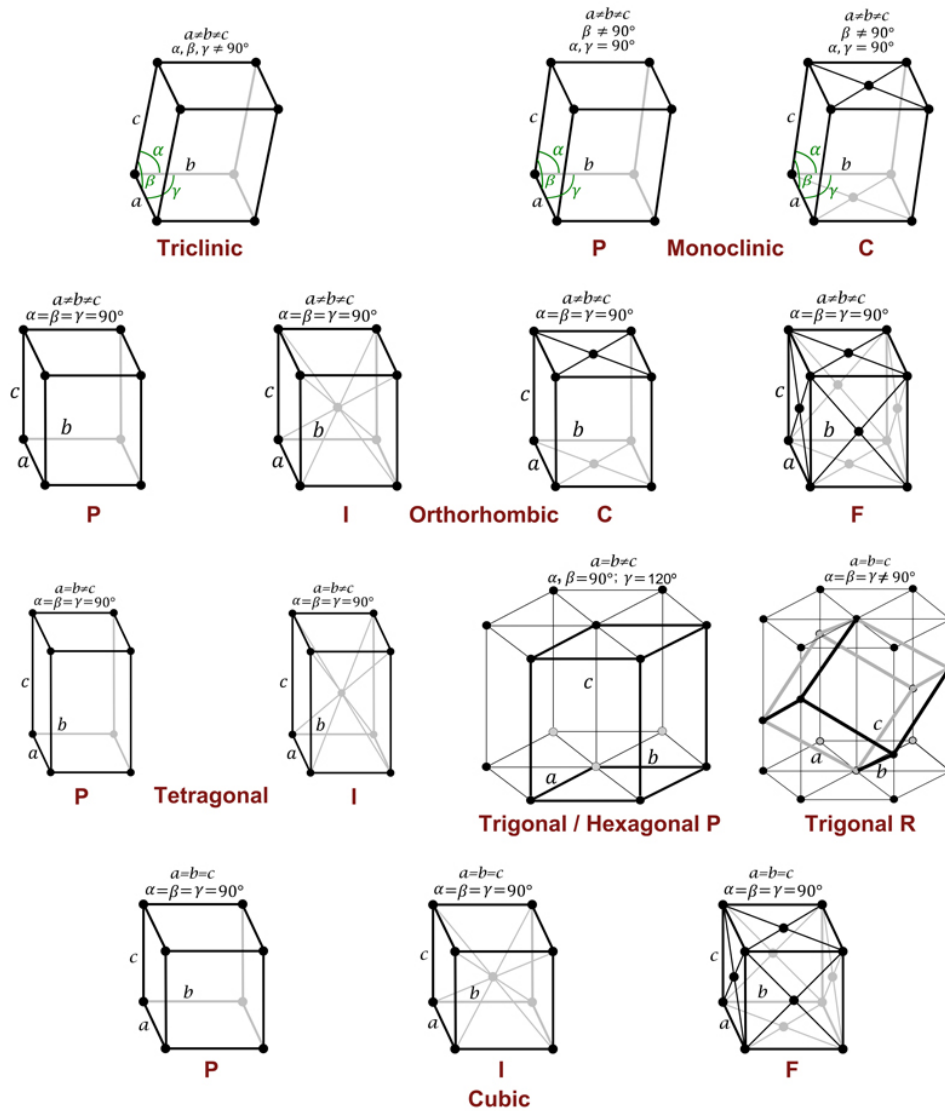 a≠b≠c
α, β, γ ≠ 90°
c
α
b
β
γ
a
Triclinic
a≠b≠c
β ≠ 90°
α, γ = 90°
c
α
b
β
γ
a
P
Monoclinic
a≠b≠c
β ≠ 90°
α, γ = 90°
c
α
b
β
γ
a
C
a≠b≠c
α=β=γ=90°
c
b
a
P
a≠b≠c
α=β=γ=90°
c
b
a
I
Orthorhombic
a≠b≠c
α=β=γ=90°
c
b
a
C
a≠b≠c
α=β=γ=90°
c
b
a
F
a=b≠c
α=β=γ=90°
c
b
a
P
Tetragonal
a=b≠c
α=β=γ=90°
c
b
a
I
a=b≠c
α, β=90°; γ=120°
c
a
b
Trigonal / Hexagonal P
a=b=c
α=β=γ≠90°
c
a
b
Trigonal R
a=b=c
α=β=γ=90°
c
b
a
P
a=b=c
α=β=γ=90°
c
b
a
I
a=b=c
α=β=γ=90°
c
b
a
F
Cubic